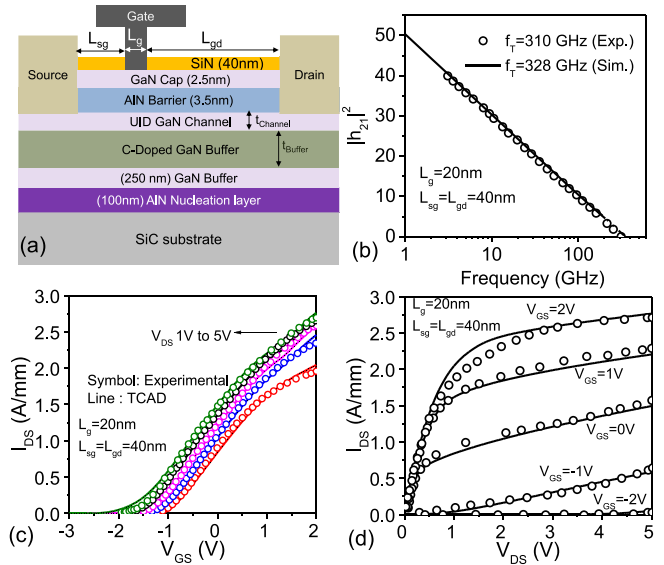 Gate
L_sg
L_g
L_gd
SiN (40nm)
Source
GaN Cap (2.5nm)
Drain
AlN Barrier (3.5nm)
UID GaN Channel
t_Channel
C-Doped GaN Buffer
t_Buffer
(250 nm) GaN Buffer
(100nm) AlN Nucleation layer
SiC substrate
(a)
50
40
30
20
10
0
|h_21|^2
f_T=310 GHz (Exp.)
f_T=328 GHz (Sim.)
L_g=20nm
L_sg=L_gd=40nm
(b)
1 10 100
Frequency (GHz)
3.0
2.5
2.0
1.5
1.0
0.5
0.0
I_DS (A/mm)
V_DS 1V to 5V
Symbol: Experimental
Line : TCAD
L_g=20nm
L_sg=L_gd=40nm
(c)
-3 -2 -1 0 1 2
V_GS (V)
3.0
2.5
2.0
1.5
1.0
0.5
0.0
I_DS (A/mm)
L_g=20nm
L_sg=L_gd=40nm
V_GS=2V
V_GS=1V
V_GS=0V
V_GS=-1V
V_GS=-2V
(d)
0 1 2 3 4 5
V_DS (V)